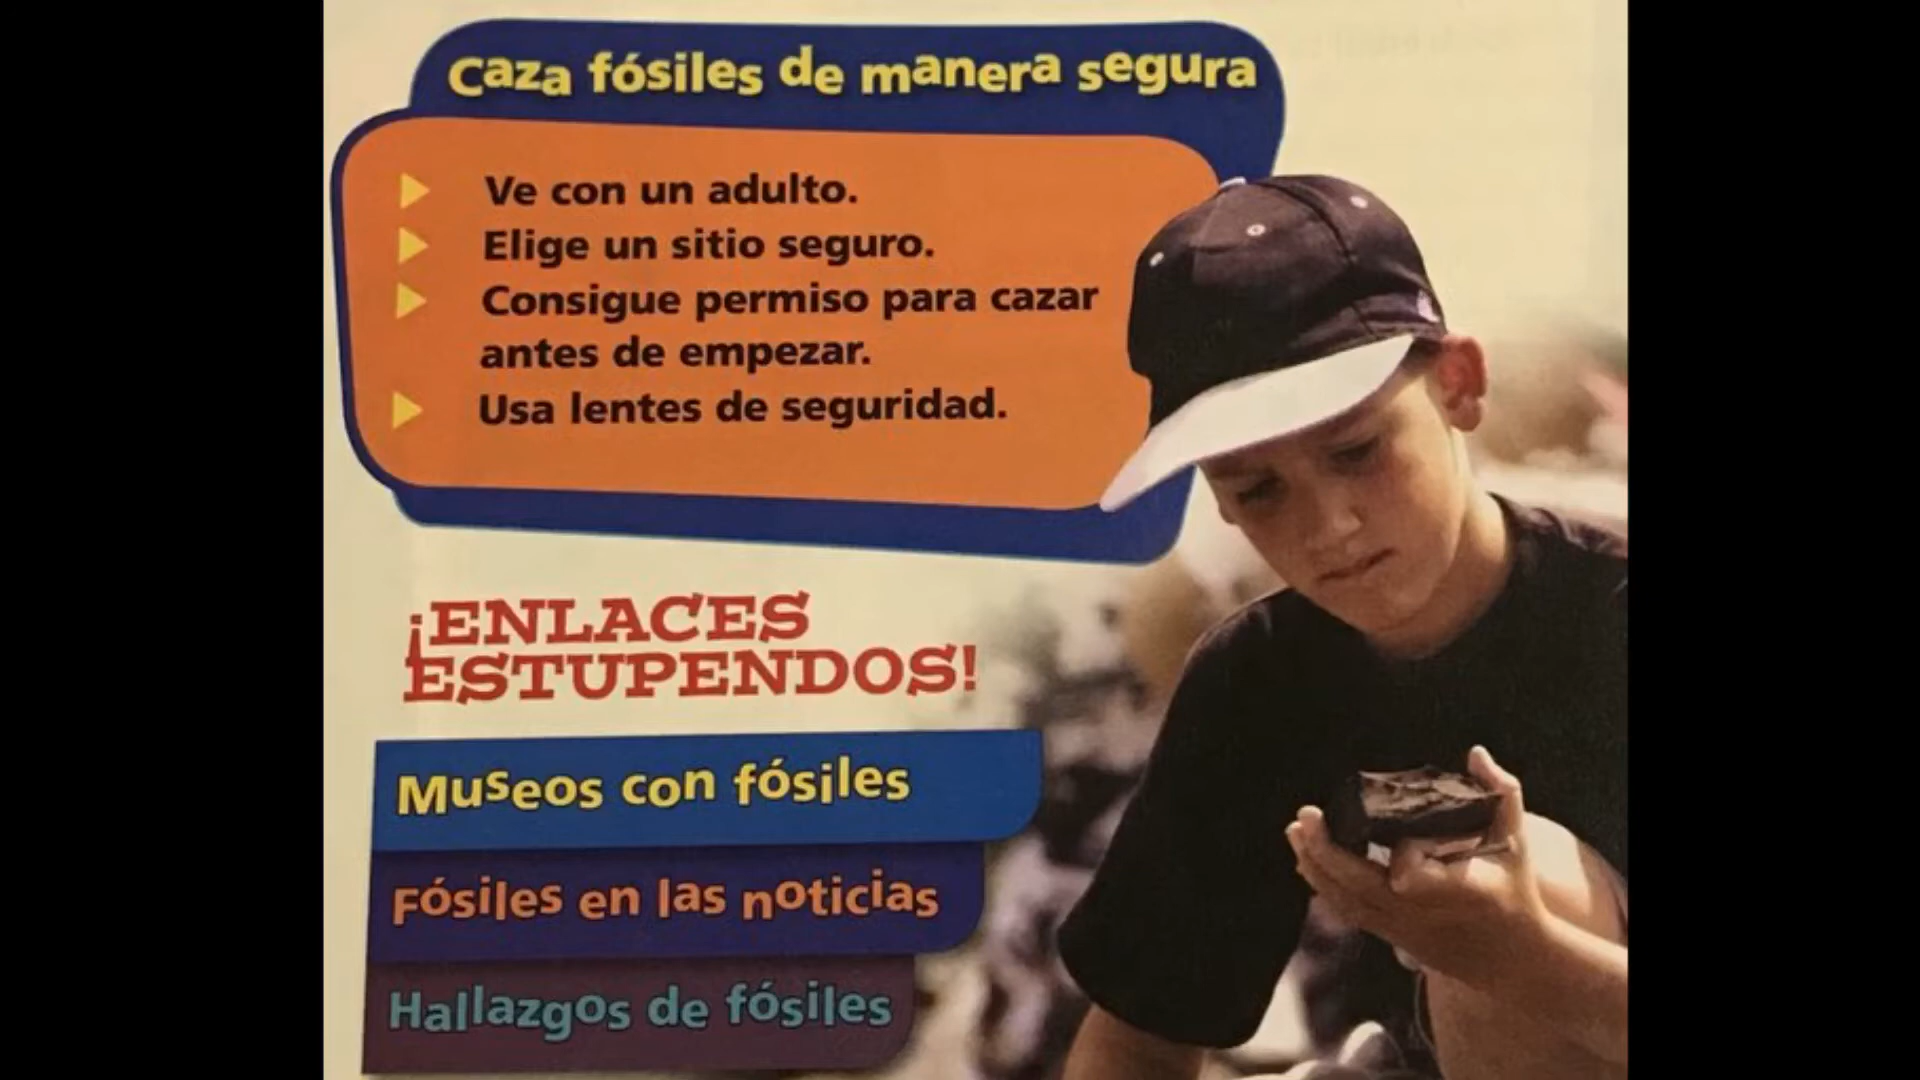 Caza fósiles de manera segura
Ve con un adulto.
Elige un sitio seguro.
Consigue permiso para cazar
antes de empezar.
Usa lentes de seguridad.
¡ENLACES
ESTUPENDOS!
Museos con fósiles
Fósiles en las noticias
Hallazgos de fósiles